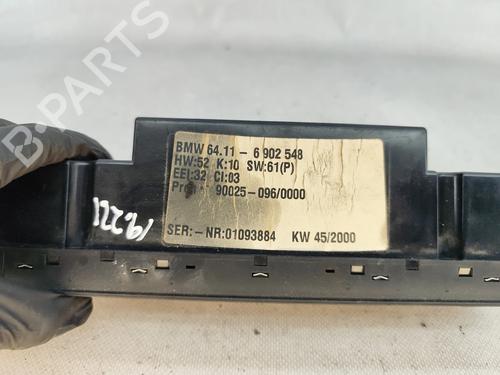 BMW 64.11 - 6 902 548
HW:52 K:10 SW:61(P)
EEI:32 CI:03
90025-096/0000
SER:-NR:01093884 KW 45/2000
B-PARTS